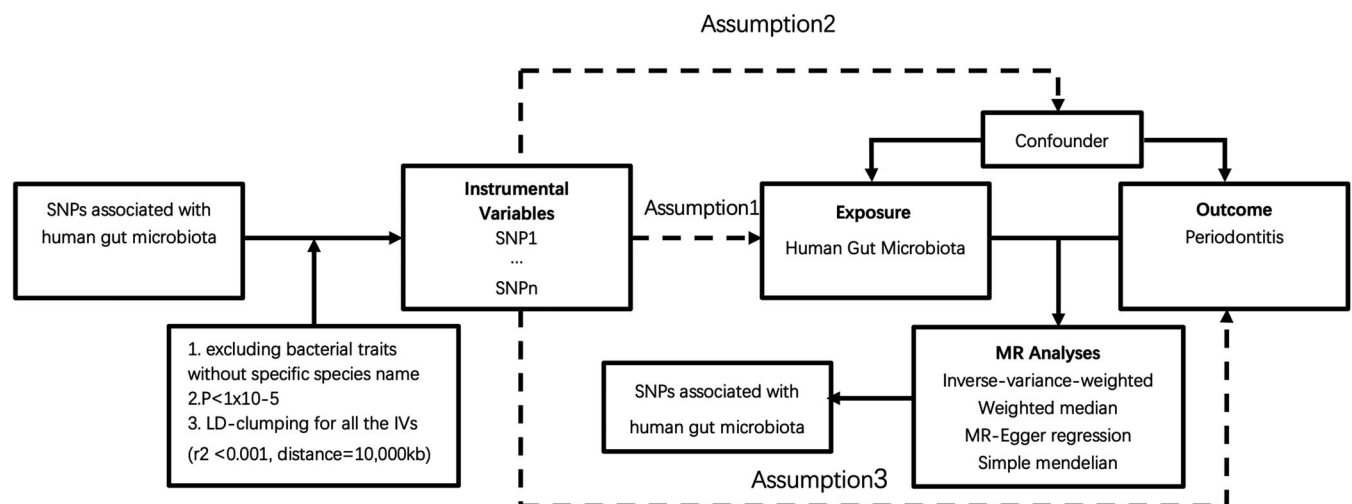 Assumption2
Confounder
SNPs associated with
human gut microbiota
Instrumental
Variables
SNP1
...
SNPn
Assumption1
Exposure
Human Gut Microbiota
Outcome
Periodontitis
1. excluding bacterial traits
without specific species name
2.P<1x10-5
3. LD-clumping for all the IVs
(r2 <0.001, distance=10,000kb)
SNPs associated with
human gut microbiota
MR Analyses
Inverse-variance-weighted
Weighted median
MR-Egger regression
Simple mendelian
Assumption3